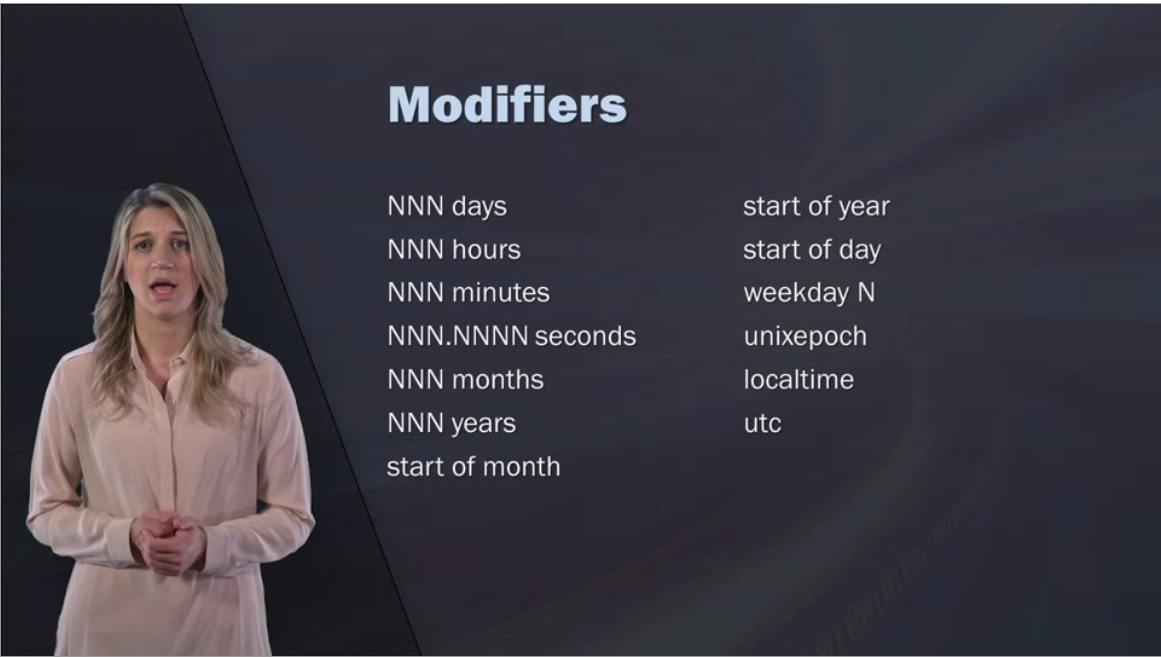 Modifiers
NNN days
NNN hours
NNN minutes
NNN.NNNN seconds
NNN months
NNN years
start of month
start of year
start of day
weekday N
unixepoch
localtime
utc